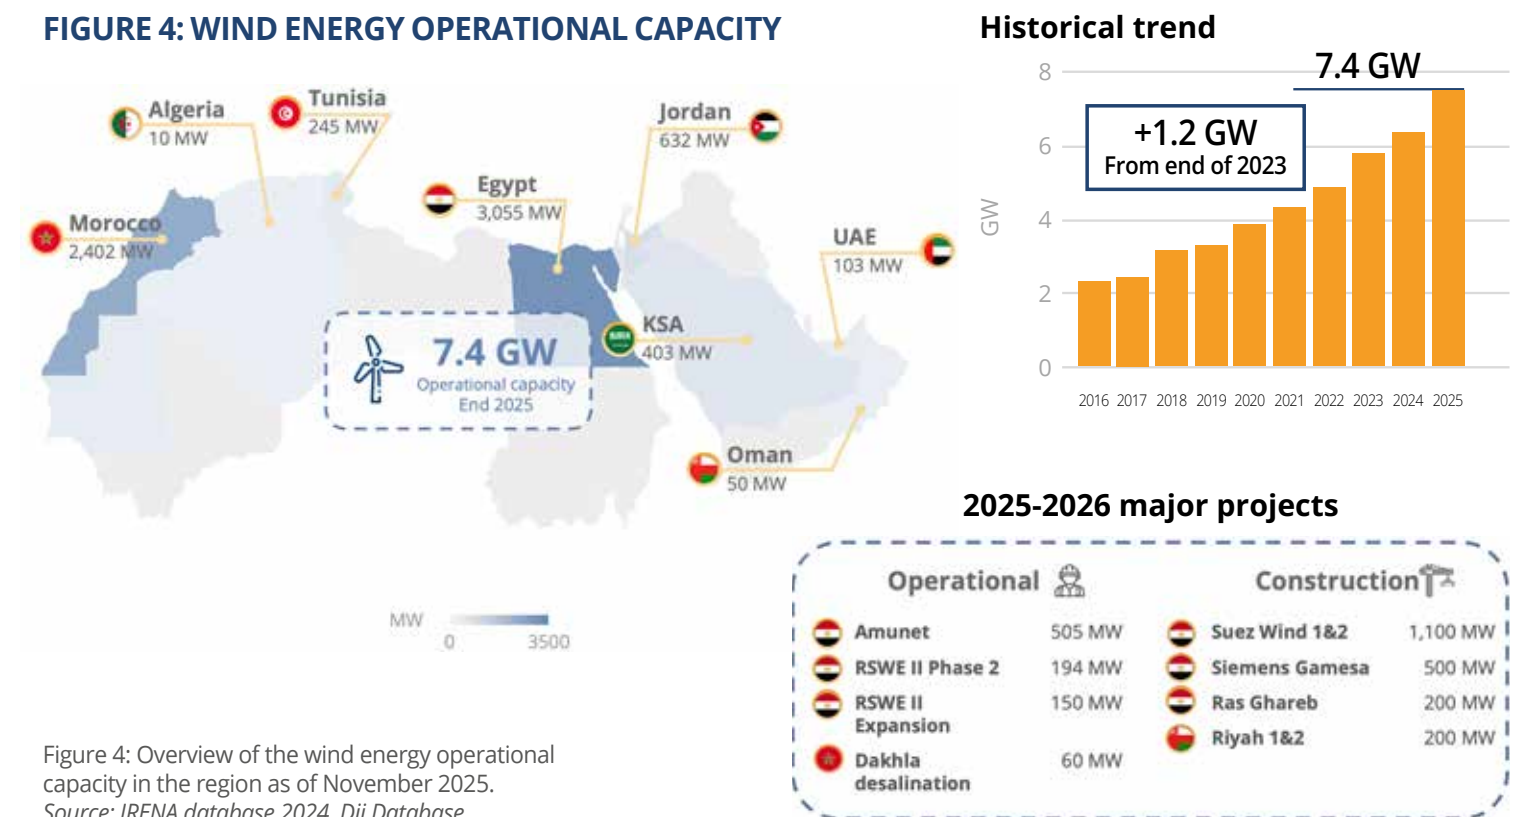 FIGURE 4: WIND ENERGY OPERATIONAL CAPACITY
Algeria
10 MW
Tunisia
245 MW
Jordan
632 MW
Egypt
3,055 MW
Morocco
2,402 MW
UAE
103 MW
KSA
403 MW
7.4 GW
Operational capacity
End 2025
Oman
50 MW
MW
0
3500
Figure 4: Overview of the wind energy operational
capacity in the region as of November 2025.
Source: IRENA database 2024, Dii Database
Historical trend
7.4 GW
+1.2 GW
From end of 2023
GW
8
6
4
2
0
2016 2017 2018 2019 2020 2021 2022 2023 2024 2025
2025-2026 major projects
Operational
Amunet 505 MW
RSWE II Phase 2 194 MW
RSWE II 150 MW
Expansion
Dakhla 60 MW
desalination
Construction
Suez Wind 1&2 1,100 MW
Siemens Gamesa 500 MW
Ras Ghareb 200 MW
Riyah 1&2 200 MW